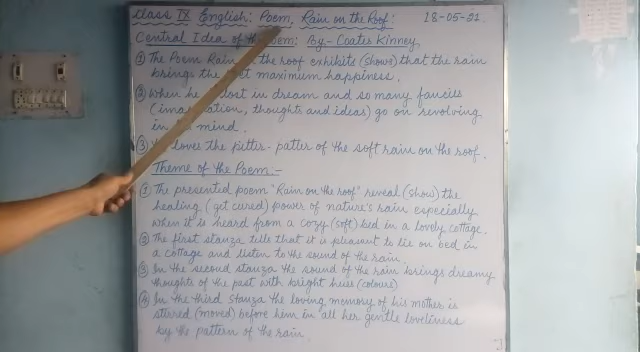 Class IX English: Poem, Rain on the Roof: 18-05-21.
Central Idea of the Poem: By- Coates Kinney
① The Poem Rain the roof exhibits (shows) that the rain
brings the maximum happiness.
② When he lost in dream and so many fancies
(imagination, thoughts and ideas) go on revolving
in mind.
③ loves the pitter-patter of the soft rain on the roof.
Theme of the Poem:-
① The presented poem "Rain on the roof" reveal (show) the
healing (get cured) power of nature's rain especially
when it is heard from a cozy (soft) bed in a lovely cottage.
② The first stanza tells that it is pleasant to lie on bed in
a cottage and listen to the sound of the rain.
③ In the second stanza the sound of the rain brings dreamy
thoughts of the past with bright hues (colours)
④ In the third stanza the loving memory of his mother is
stirred (moved) before him in all her gentle loveliness
by the pattern of the rain.